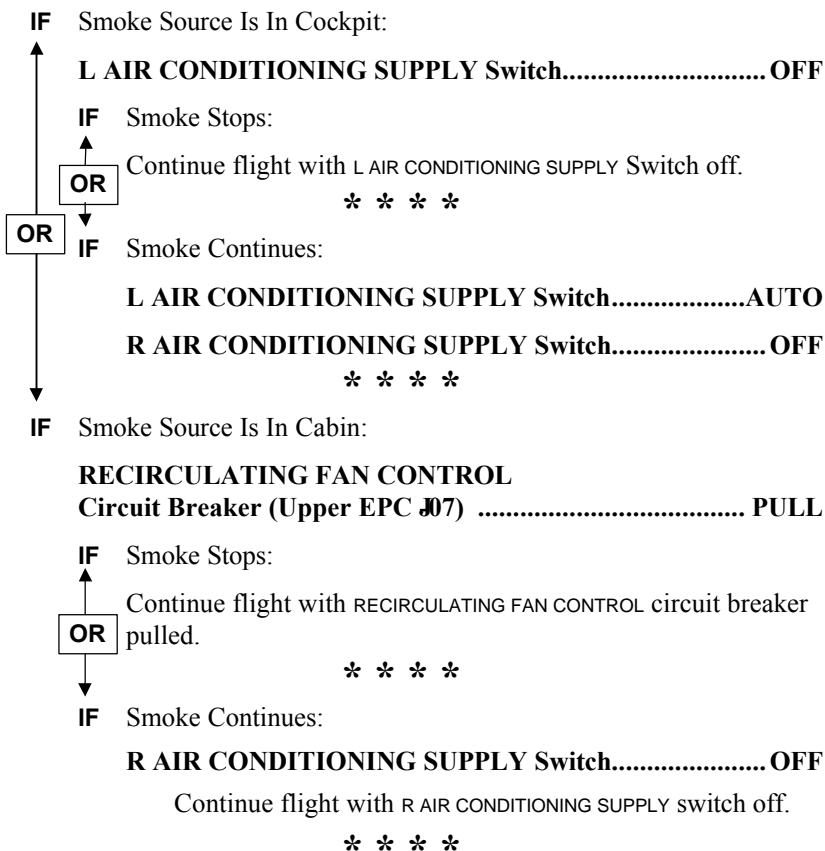 IF Smoke Source Is In Cockpit:
L AIR CONDITIONING SUPPLY Switch............................. OFF
IF Smoke Stops:
OR
Continue flight with L AIR CONDITIONING SUPPLY Switch off.
* * * *
OR
IF Smoke Continues:
L AIR CONDITIONING SUPPLY Switch...................AUTO
R AIR CONDITIONING SUPPLY Switch...................... OFF
* * * *
IF Smoke Source Is In Cabin:
RECIRCULATING FAN CONTROL
Circuit Breaker (Upper EPC J07) ...................................... PULL
IF Smoke Stops:
OR
Continue flight with RECIRCULATING FAN CONTROL circuit breaker
pulled.
* * * *
IF Smoke Continues:
R AIR CONDITIONING SUPPLY Switch...................... OFF
Continue flight with R AIR CONDITIONING SUPPLY switch off.
* * * *